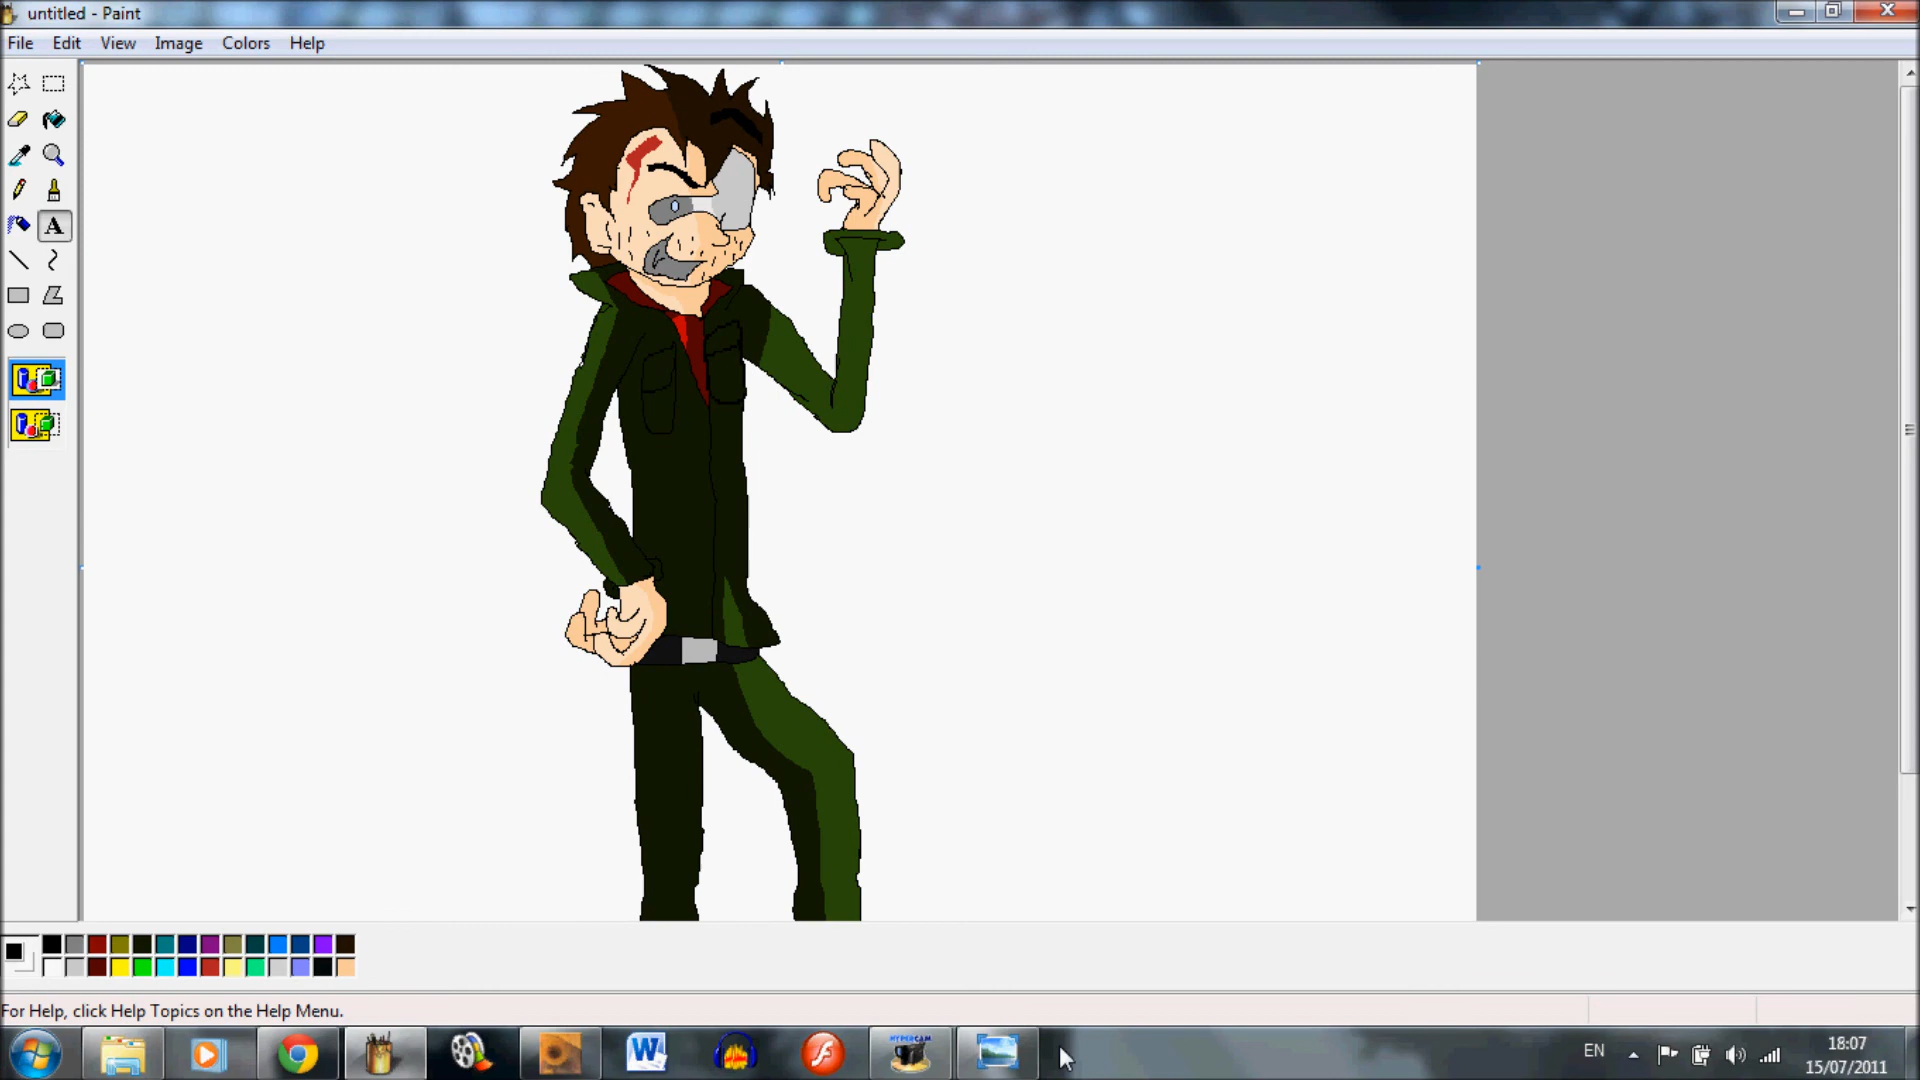 untitled - Paint
File Edit View Image Colors Help
A
For Help, click Help Topics on the Help Menu.
W
HYPERCAM
EN
18:07
15/07/2011